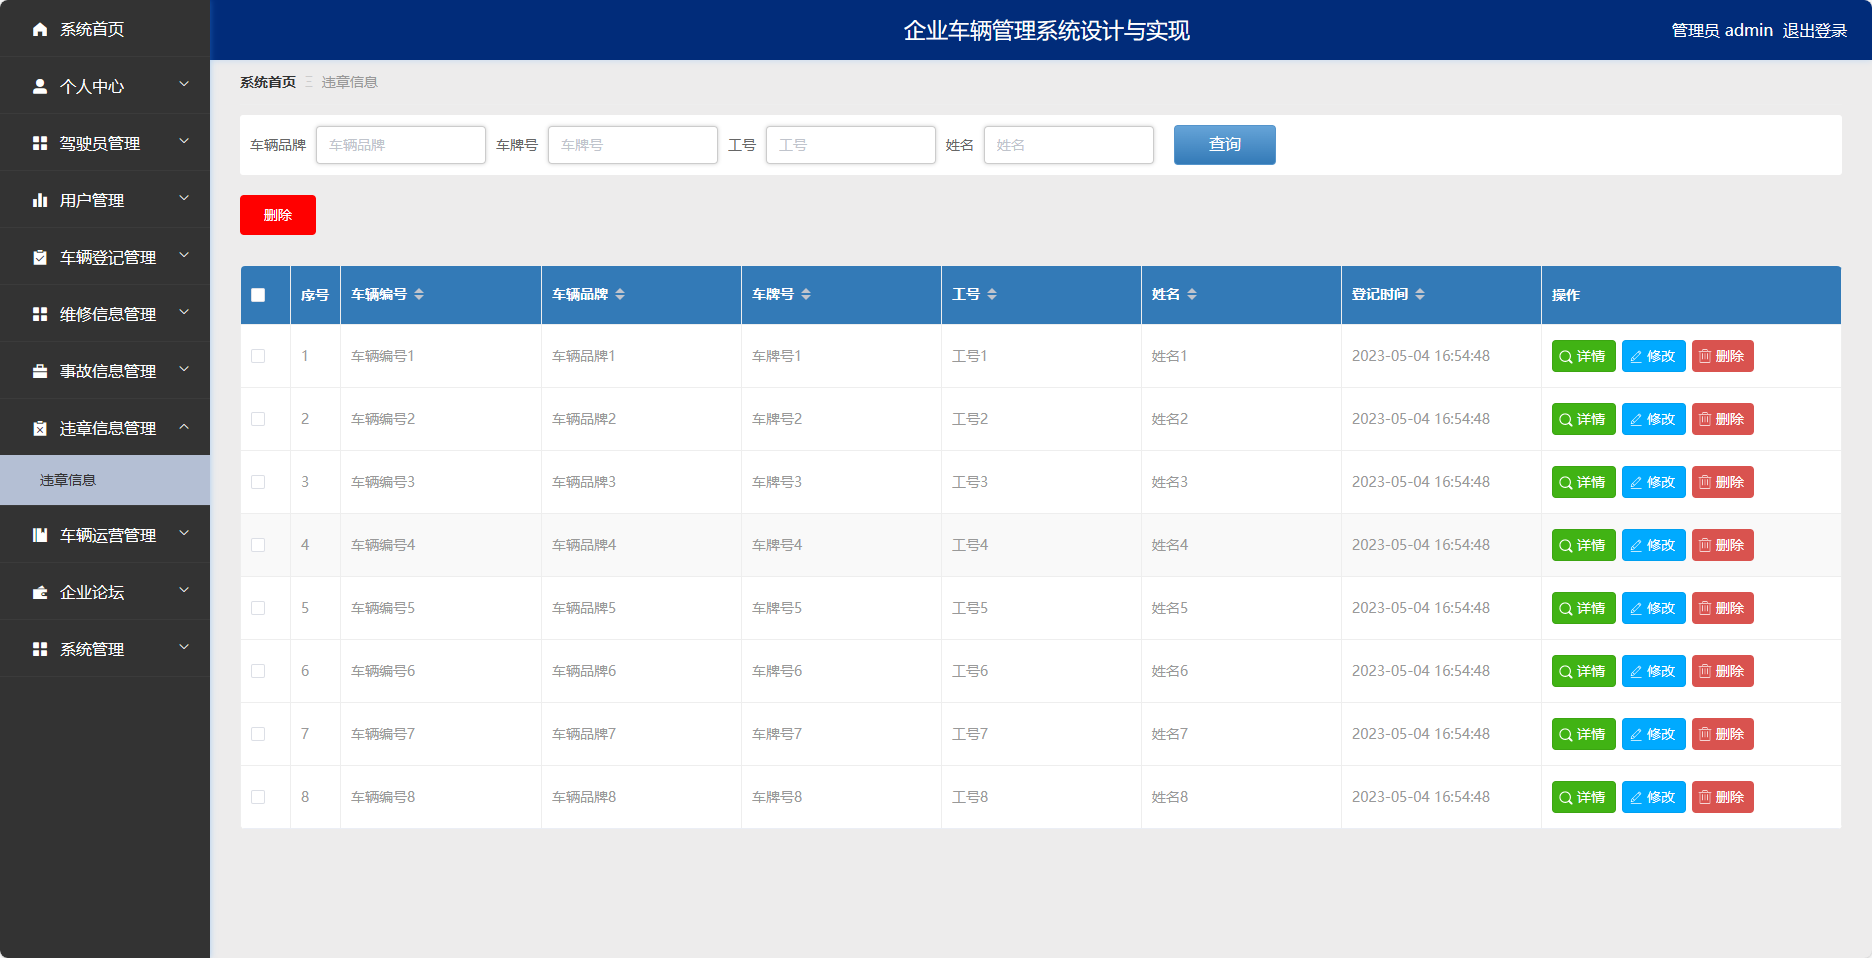 企业车辆管理系统设计与实现
管理员 admin 退出登录
系统首页
个人中心
驾驶员管理
用户管理
车辆登记管理
维修信息管理
事故信息管理
违章信息管理
违章信息
车辆运营管理
企业论坛
系统管理
系统首页 违章信息
车辆品牌 车辆品牌 车牌号 车牌号 工号 工号 姓名 姓名 查询
删除
序号 车辆编号 车辆品牌 车牌号 工号 姓名 登记时间 操作
1 车辆编号1 车辆品牌1 车牌号1 工号1 姓名1 2023-05-04 16:54:48 详情 修改 删除
2 车辆编号2 车辆品牌2 车牌号2 工号2 姓名2 2023-05-04 16:54:48 详情 修改 删除
3 车辆编号3 车辆品牌3 车牌号3 工号3 姓名3 2023-05-04 16:54:48 详情 修改 删除
4 车辆编号4 车辆品牌4 车牌号4 工号4 姓名4 2023-05-04 16:54:48 详情 修改 删除
5 车辆编号5 车辆品牌5 车牌号5 工号5 姓名5 2023-05-04 16:54:48 详情 修改 删除
6 车辆编号6 车辆品牌6 车牌号6 工号6 姓名6 2023-05-04 16:54:48 详情 修改 删除
7 车辆编号7 车辆品牌7 车牌号7 工号7 姓名7 2023-05-04 16:54:48 详情 修改 删除
8 车辆编号8 车辆品牌8 车牌号8 工号8 姓名8 2023-05-04 16:54:48 详情 修改 删除